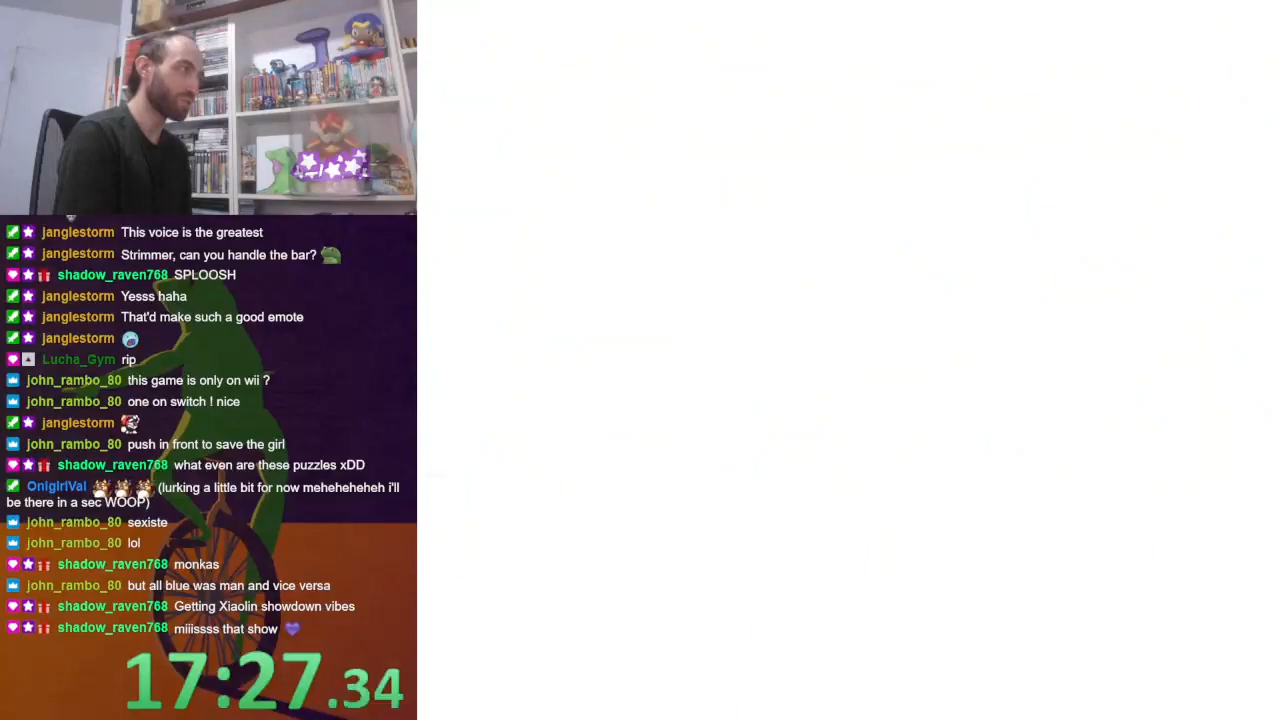 janglestorm This voice is the greatest
janglestorm Strimmer, can you handle the bar?
shadow_raven768 SPLOOSH
janglestorm Yesss haha
janglestorm That'd make such a good emote
janglestorm
Lucha_Gym rip
john_rambo_80 this game is only on wii ?
john_rambo_80 one on switch ! nice
janglestorm
john_rambo_80 push in front to save the girl
shadow_raven768 what even are these puzzles xDD
OnigiriVal (lurking a little bit for now meheheheheh i'll
be there in a sec WOOP)
john_rambo_80 sexiste
john_rambo_80 lol
shadow_raven768 monkas
john_rambo_80 but all blue was man and vice versa
shadow_raven768 Getting Xiaolin showdown vibes
shadow_raven768 miiissss that show
17:27.34